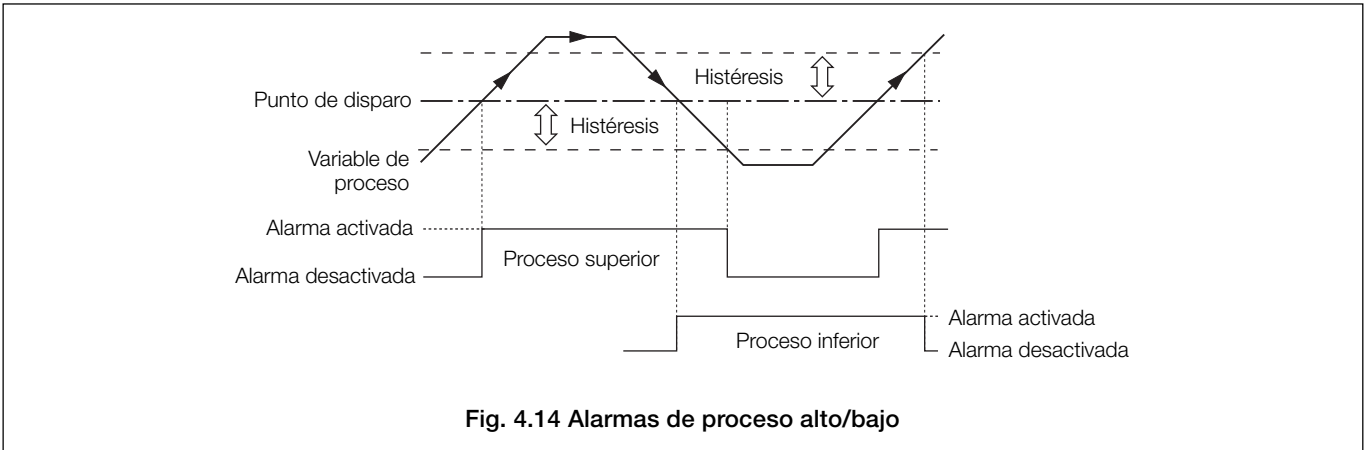 Histéresis
Punto de disparo
Histéresis
Variable de
proceso
Alarma activada
Alarma desactivada
Proceso superior
Alarma activada
Proceso inferior
Alarma desactivada
Fig. 4.14 Alarmas de proceso alto/bajo